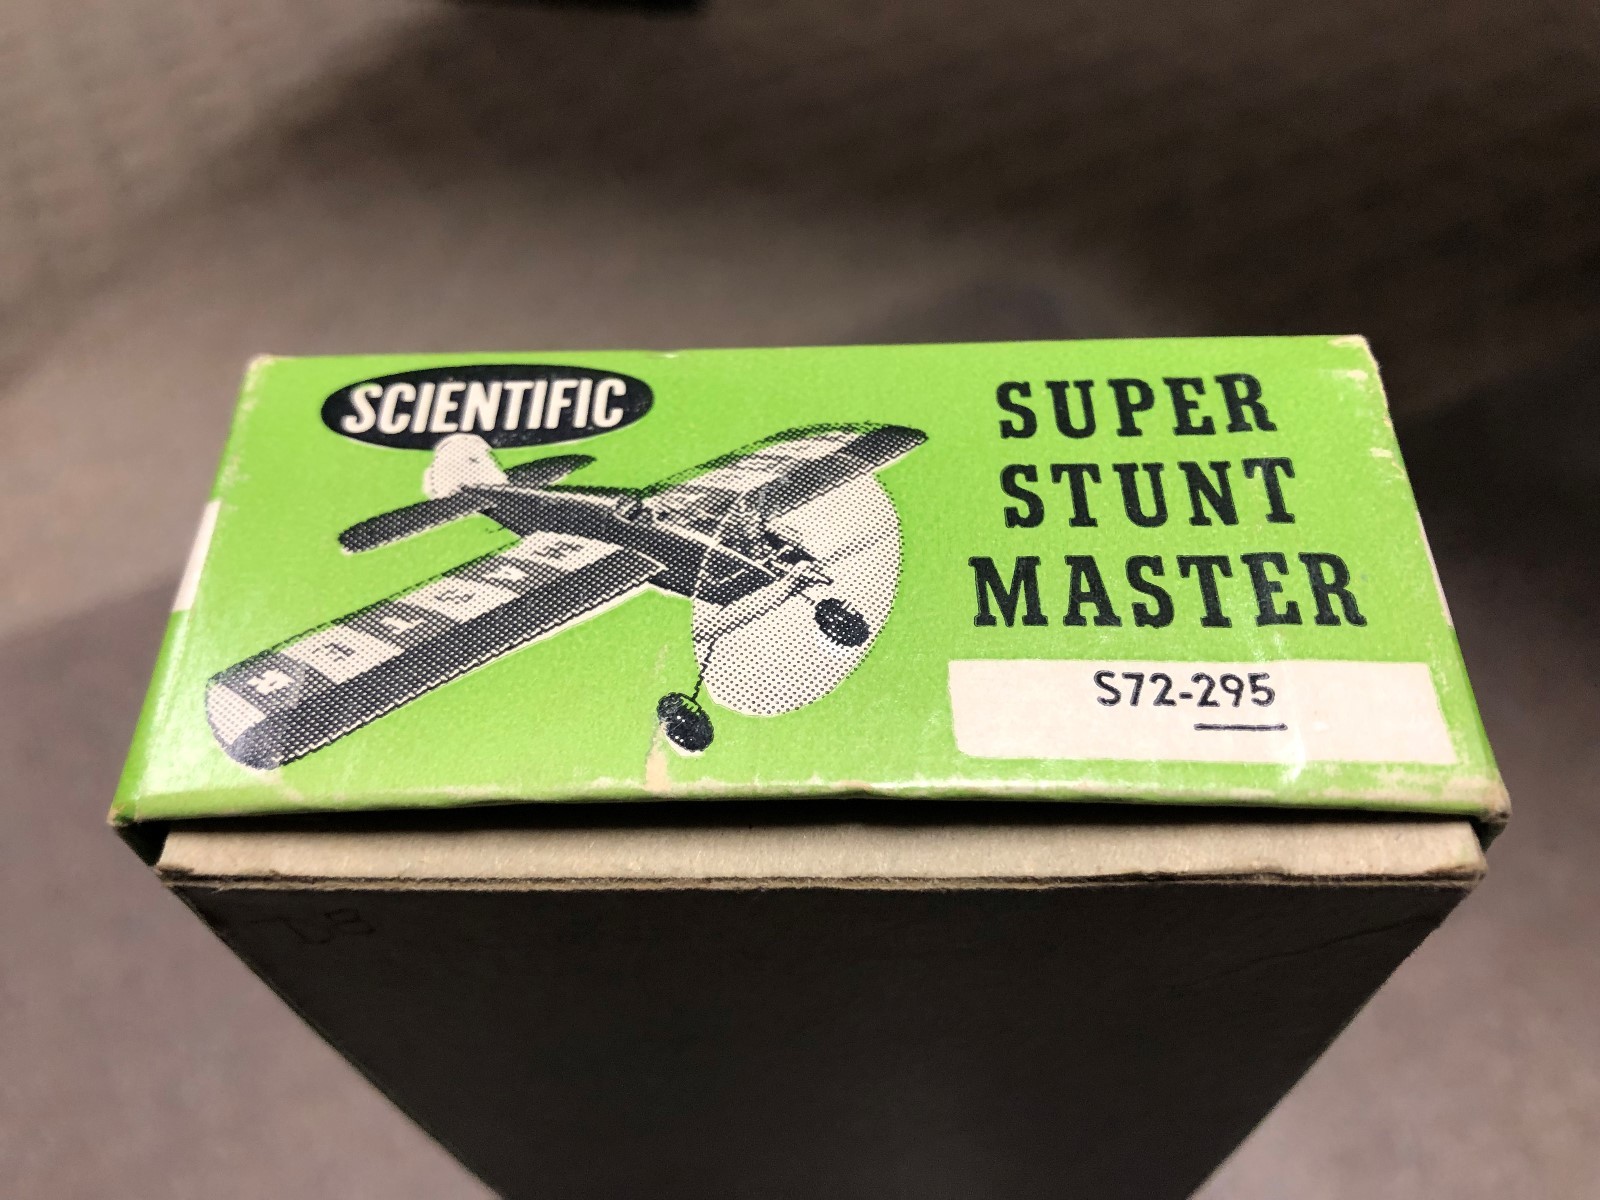 SCIENTIFIC
SUPER
STUNT
MASTER
S72-295